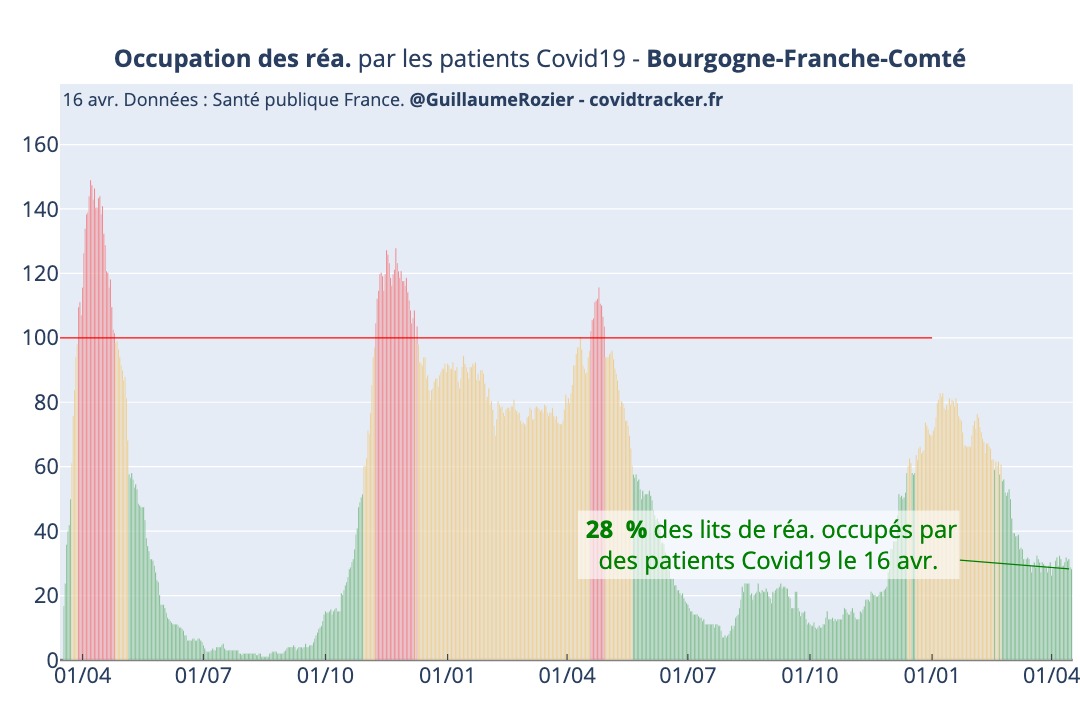 Occupation des réa. par les patients Covid19 - Bourgogne-Franche-Comté
16 avr. Données : Santé publique France. @GuillaumeRozier - covidtracker.fr
160
140
120
100
80
60
40
20
0
28 % des lits de réa. occupés par
des patients Covid19 le 16 avr.
01/04 01/07 01/10 01/01 01/04 01/07 01/10 01/01 01/04